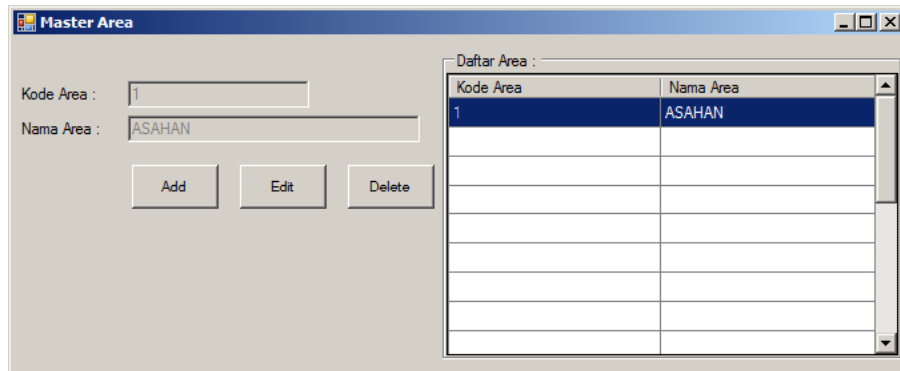 Master Area
Kode Area : 1
Nama Area : ASAHAN
Add Edit Delete
Daftar Area :
Kode Area Nama Area
1 ASAHAN